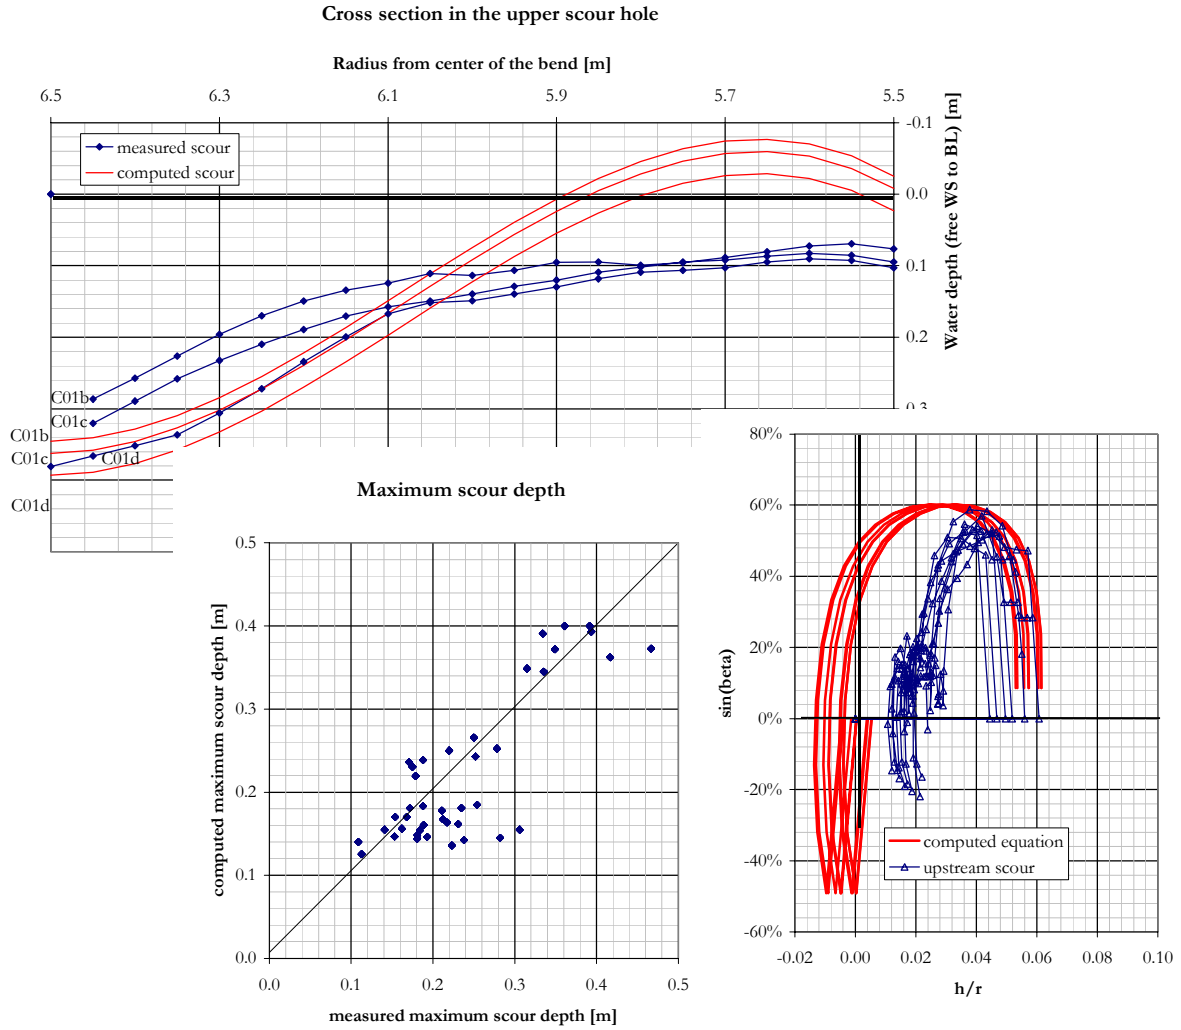 Cross section in the upper scour hole
Radius from center of the bend [m]
6.5 6.3 6.1 5.9 5.7 5.5
measured scour
computed scour
-0.1
0.0
0.1
0.2
0.3
Water depth (free WS to BL) [m]
C01b
C01c
C01b
C01c
C01d
C01d
Maximum scour depth
0.5
0.4
0.3
0.2
0.1
0.0
computed maximum scour depth [m]
0.0 0.1 0.2 0.3 0.4 0.5
measured maximum scour depth [m]
80%
60%
40%
20%
0%
-20%
-40%
-60%
sin(beta)
computed equation
upstream scour
-0.02 0.00 0.02 0.04 0.06 0.08 0.10
h/r